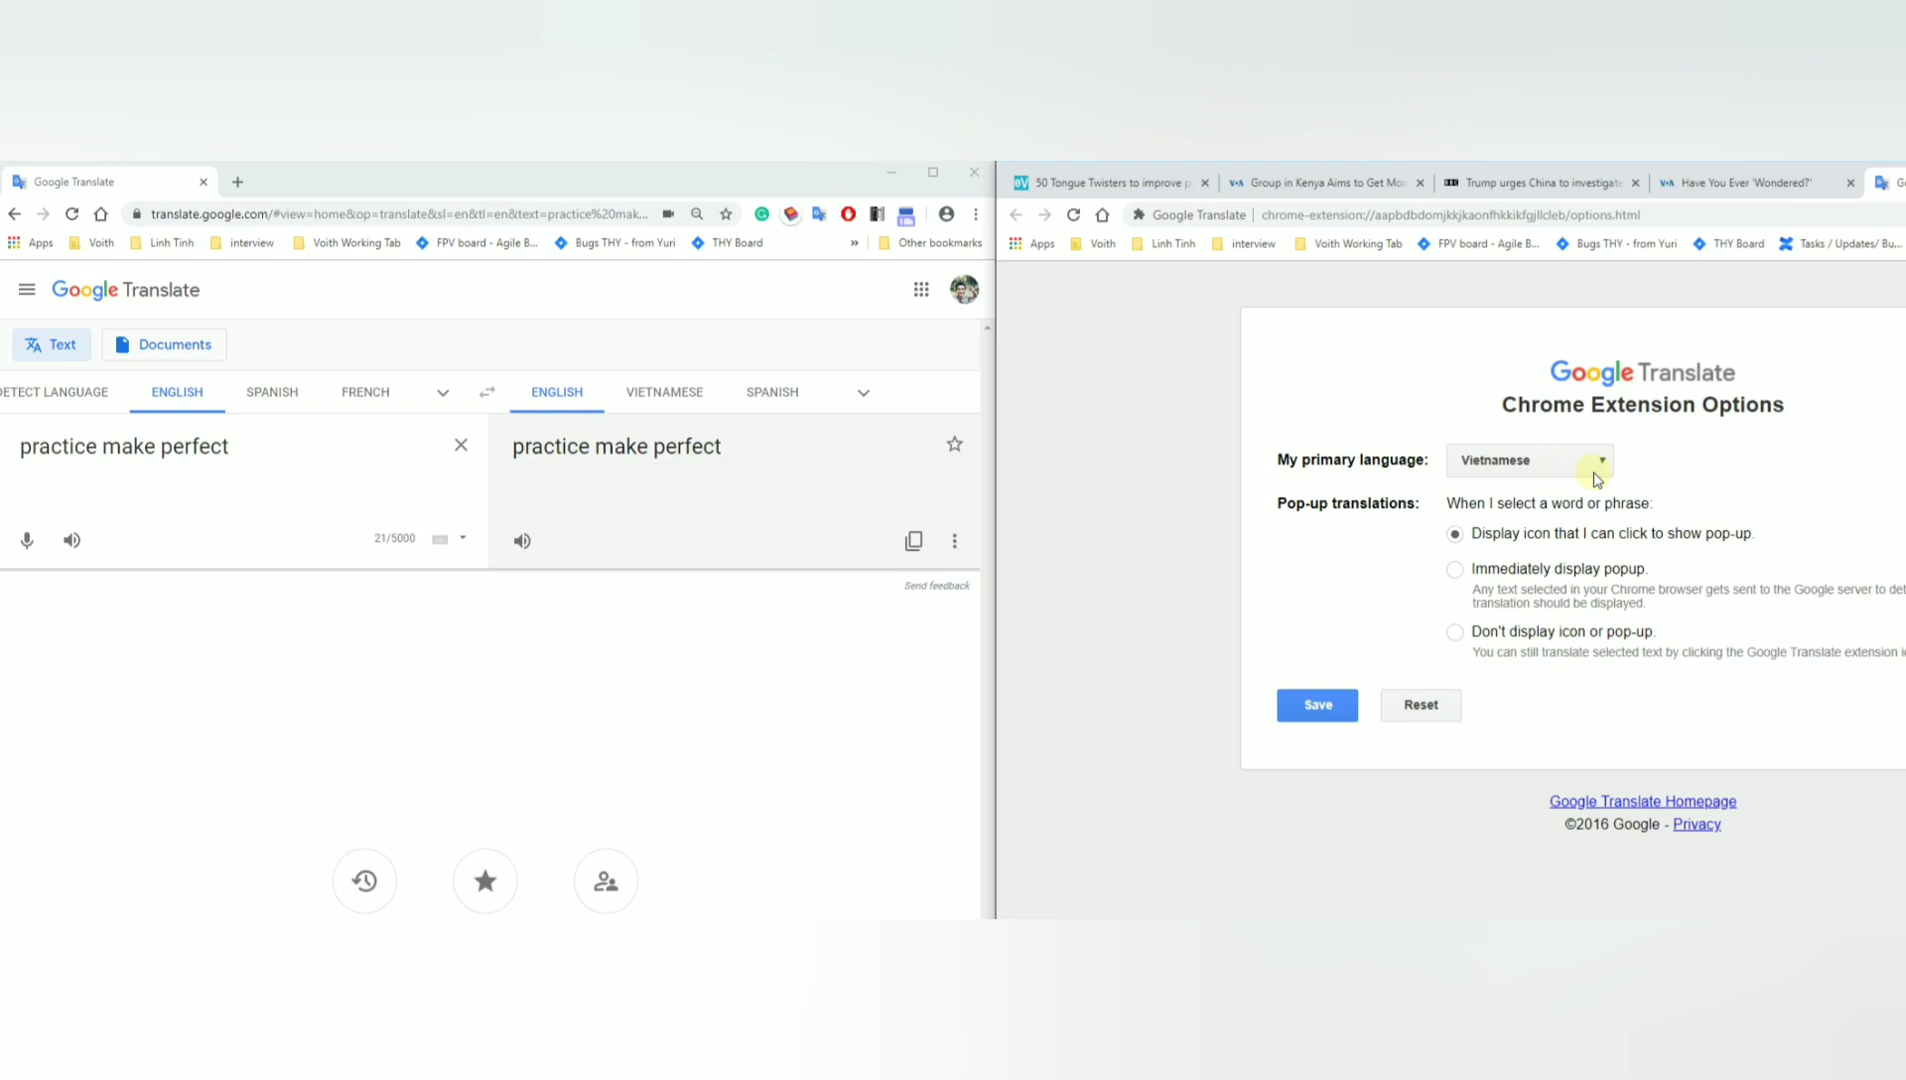 Google Translate
translate.google.com/#view=home&op=translate&sl=en&tl=en&text=practice%20mak...
Apps Voith Linh Tinh interview Voith Working Tab FPV board - Agile B... Bugs THY - from Yuri THY Board » Other bookmarks
Google Translate
Text Documents
DETECT LANGUAGE ENGLISH SPANISH FRENCH ENGLISH VIETNAMESE SPANISH
practice make perfect
practice make perfect
21/5000
Send feedback
50 Tongue Twisters to improve p Group in Kenya Aims to Get Mor Trump urges China to investigate Have You Ever 'Wondered?'
Google Translate chrome-extension://aapbdbdomjkkjkaonfhkkikfgjllcleb/options.html
Apps Voith Linh Tinh interview Voith Working Tab FPV board - Agile B... Bugs THY - from Yuri THY Board Tasks / Updates/ Bu...
Google Translate
Chrome Extension Options
My primary language: Vietnamese
Pop-up translations: When I select a word or phrase:
Display icon that I can click to show pop-up.
Immediately display popup.
Any text selected in your Chrome browser gets sent to the Google server to det
translation should be displayed.
Don't display icon or pop-up.
You can still translate selected text by clicking the Google Translate extension
Save Reset
Google Translate Homepage
©2016 Google - Privacy